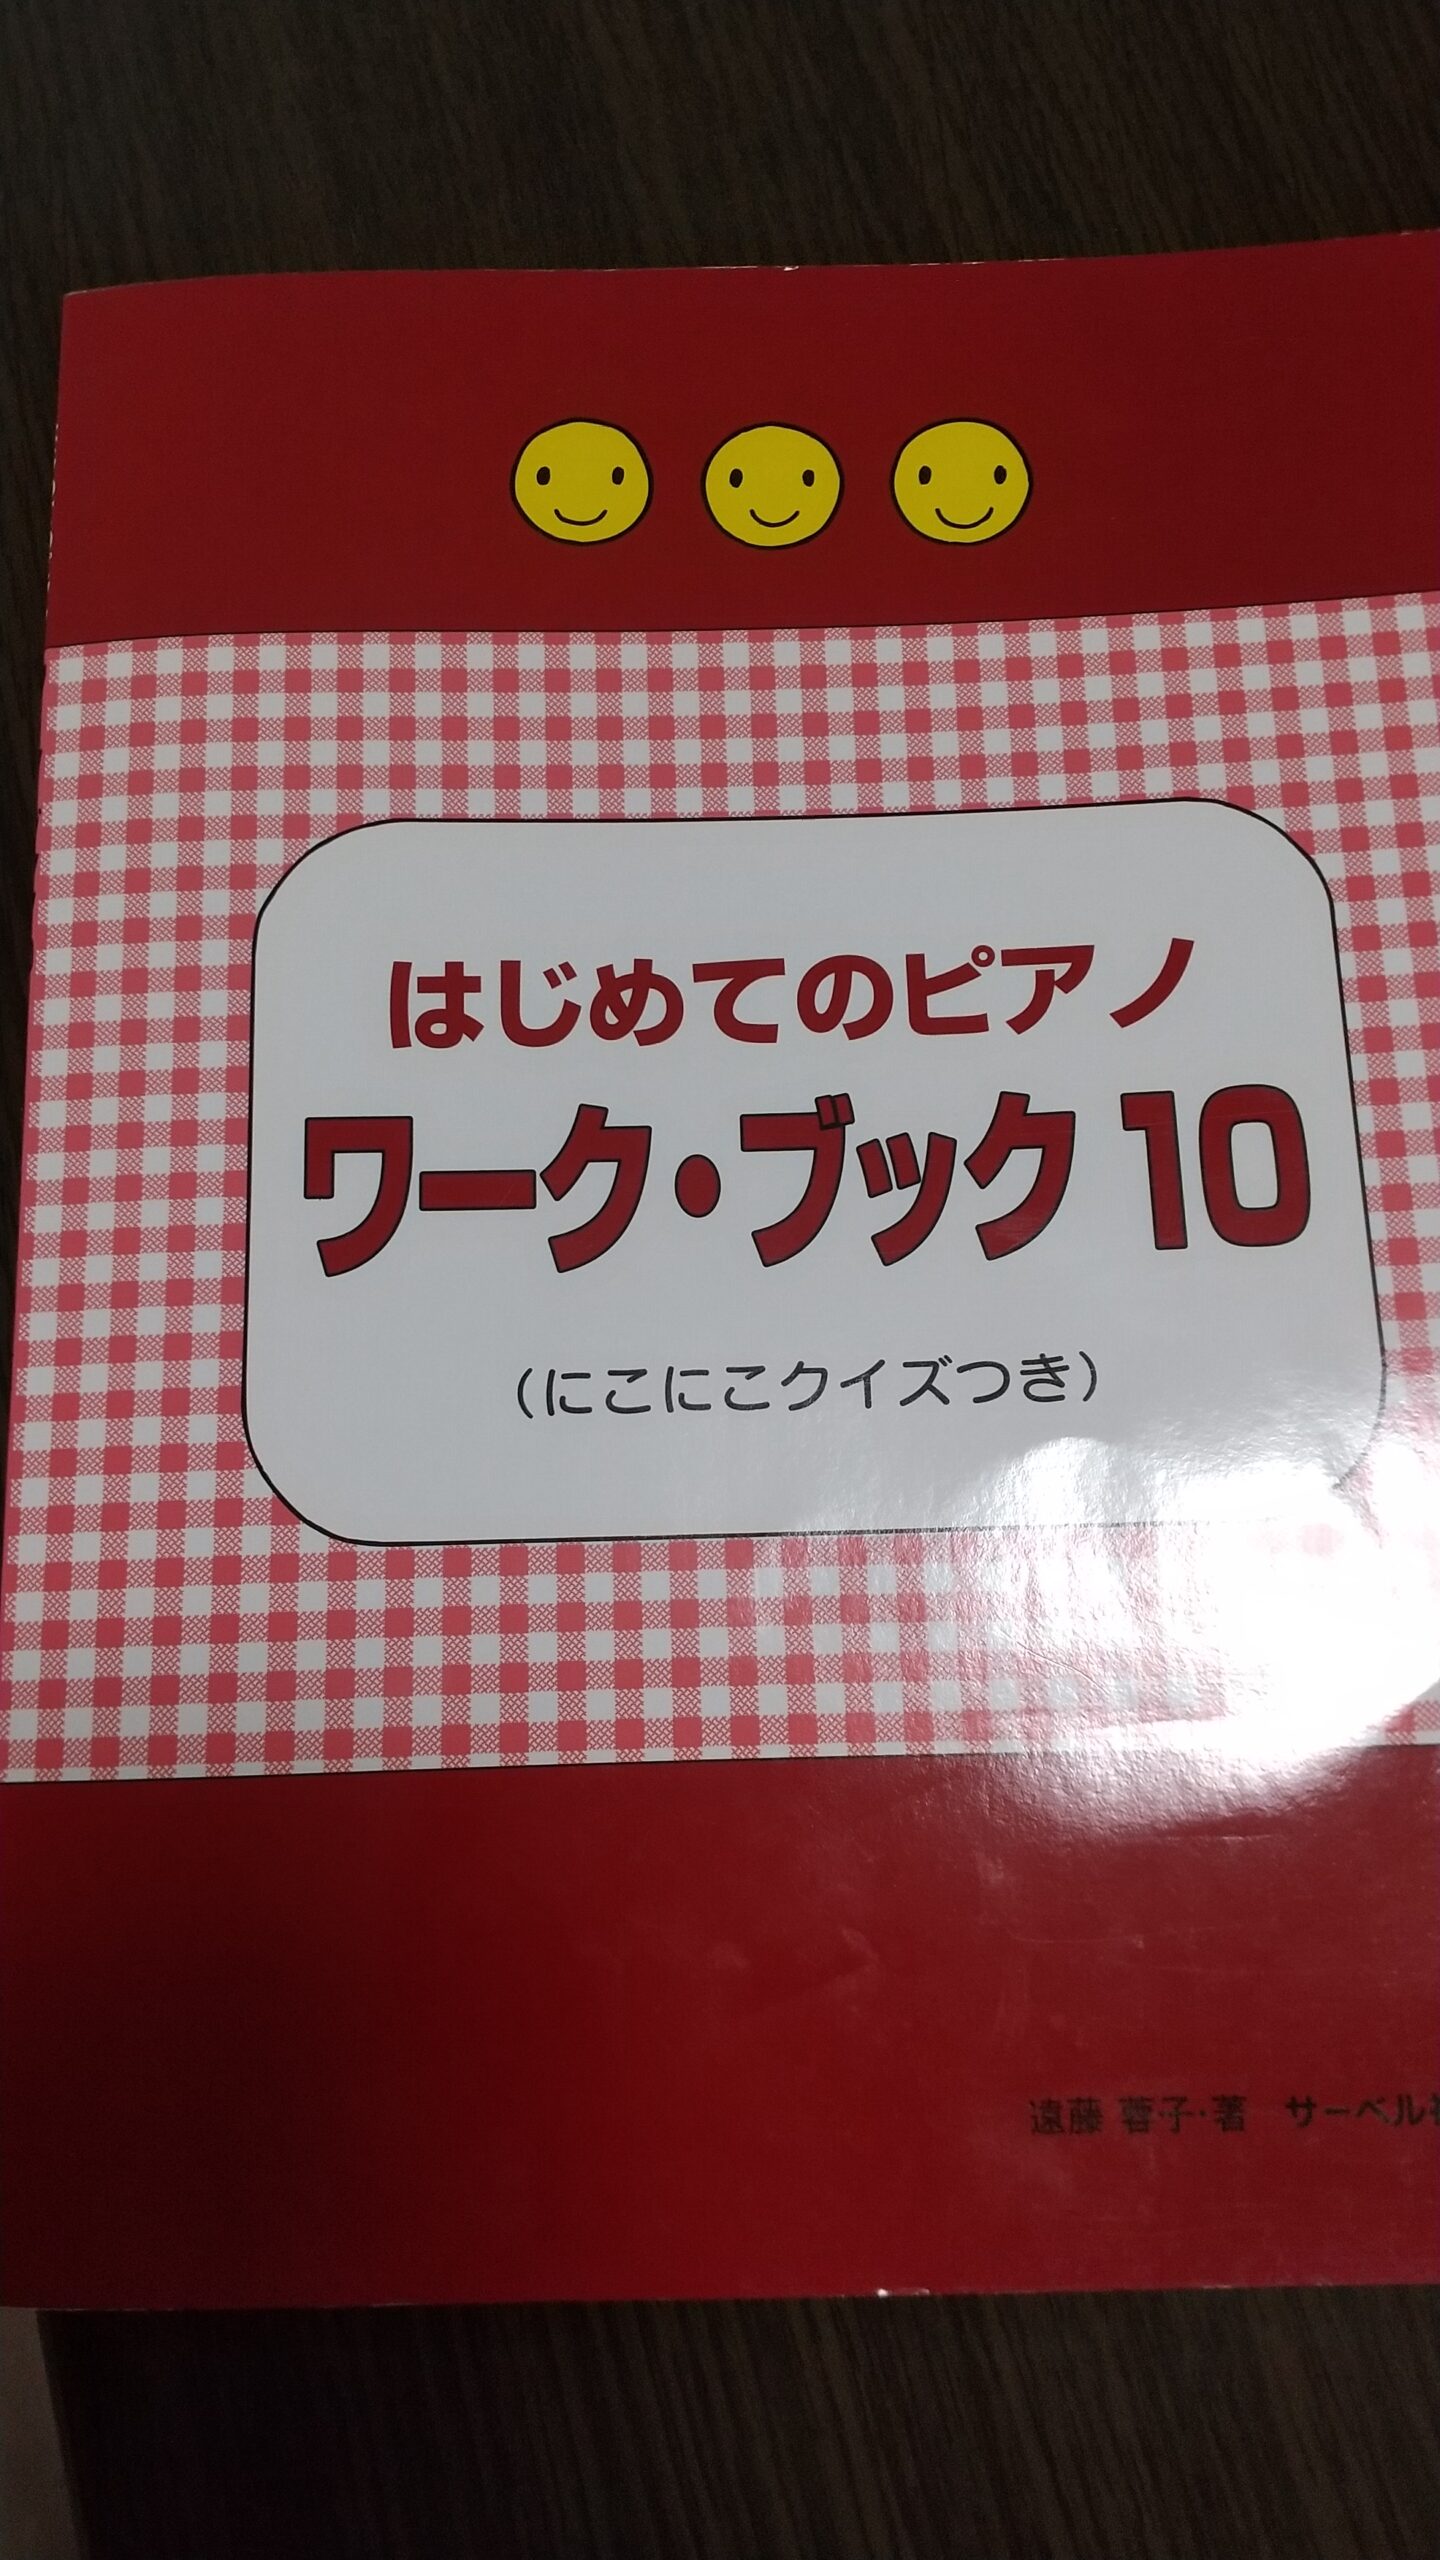 はじめてのピアノ
ワーク・ブック10
(にこにこクイズつき)
遠藤 蓉子・著 サーベル社